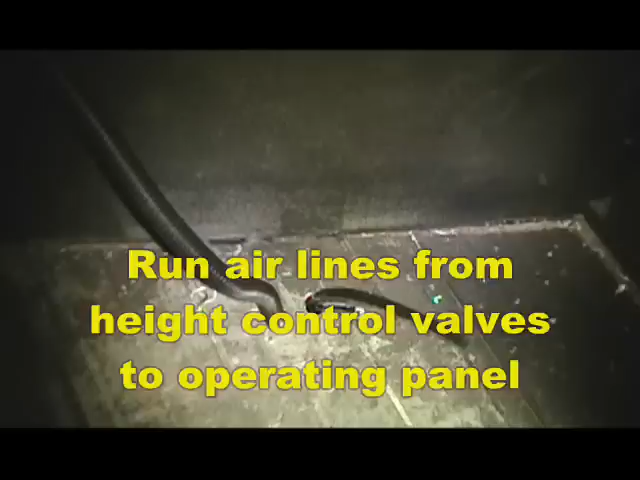 Run air lines from
height control valves
to operating panel